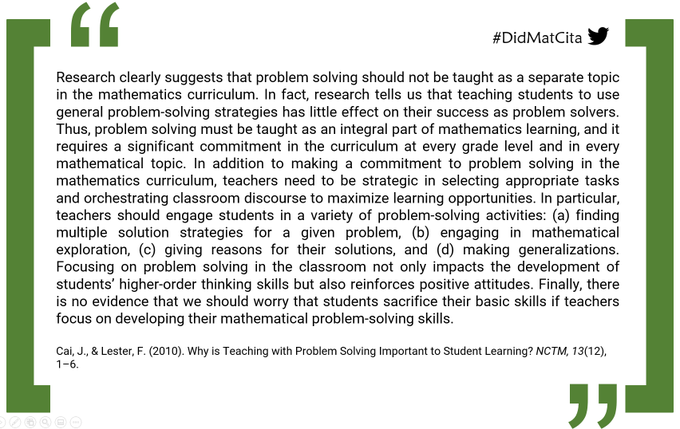 #DidMatCita
Research clearly suggests that problem solving should not be taught as a separate topic
in the mathematics curriculum. In fact, research tells us that teaching students to use
general problem-solving strategies has little effect on their success as problem solvers.
Thus, problem solving must be taught as an integral part of mathematics learning, and it
requires a significant commitment in the curriculum at every grade level and in every
mathematical topic. In addition to making a commitment to problem solving in the
mathematics curriculum, teachers need to be strategic in selecting appropriate tasks
and orchestrating classroom discourse to maximize learning opportunities. In particular,
teachers should engage students in a variety of problem-solving activities: (a) finding
multiple solution strategies for a given problem, (b) engaging in mathematical
exploration, (c) giving reasons for their solutions, and (d) making generalizations.
Focusing on problem solving in the classroom not only impacts the development of
students’ higher-order thinking skills but also reinforces positive attitudes. Finally, there
is no evidence that we should worry that students sacrifice their basic skills if teachers
focus on developing their mathematical problem-solving skills.
Cai, J., & Lester, F. (2010). Why is Teaching with Problem Solving Important to Student Learning? NCTM, 13(12),
1–6.